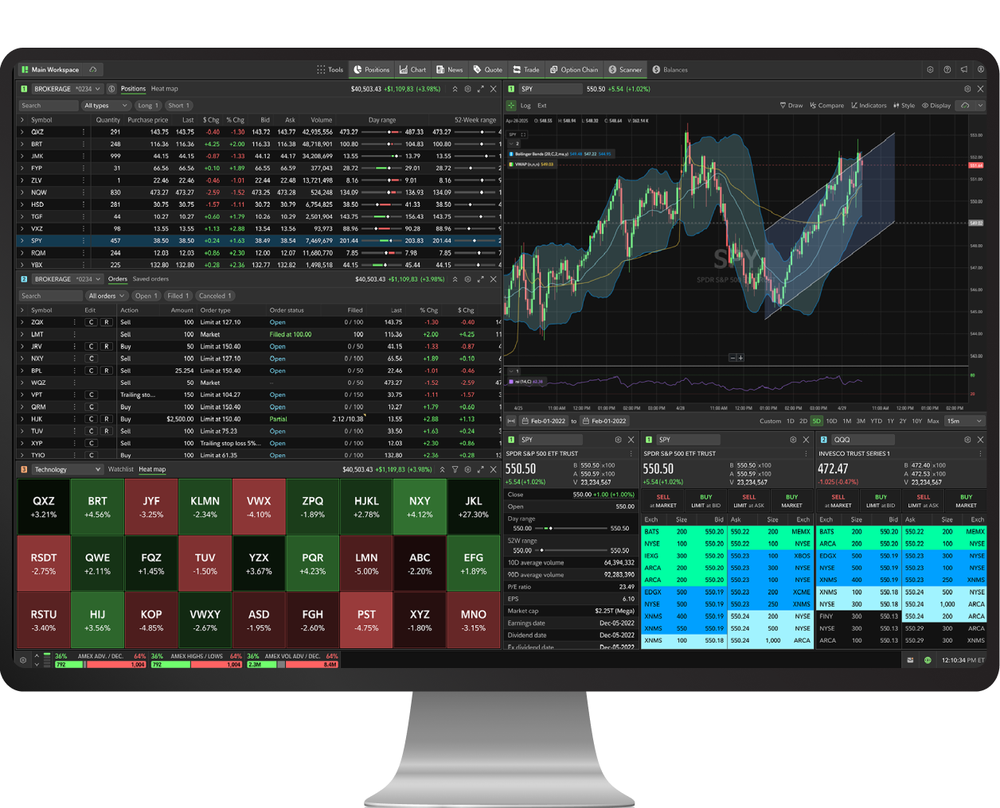 Main Workspace
Tools Positions Chart News Quote Trade Option Chain Scanner Balances
1 BROKERAGE *0234 Positions Heat map $40,503.43 +$1,109,83 (+3.98%)
Search All types Long 1 Short 1
Symbol Quantity Purchase price Last $ Chg % Chg Bid Ask Volume Day range 52-Week range
QXZ 291 143.75 143.75 -0.40 -1.30 143.72 143.77 42,935,556 473.27 487.33 473.27
BRT 248 116.36 116.36 +4.25 +2.00 116.33 116.38 48,718,901 100.80 104.83 100.80
JMK 999 44.15 44.15 -0.87 -1.33 44.12 44.17 34,208,699 13.55 13.79 13.55
FYP 31 66.56 66.56 +0.10 +1.89 66.55 66.59 377,043 28.72 29.01 28.72
ZLV 1 22.46 22.46 -0.46 -1.01 22.44 22.48 13,721,498 8.16 9.01 8.16
NQW 830 473.27 473.27 -2.59 -1.52 473.25 473.28 524,248 134.09 136.93 134.09
HSD 281 30.75 30.75 -1.57 -1.11 30.72 30.79 6,754,825 38.50 41.33 38.50
TGF 44 10.27 10.27 +0.60 +1.79 10.26 10.29 2,501,904 143.75 156.43 143.75
VXZ 98 13.55 13.55 +1.13 +2.88 13.54 13.56 93,973 88.96 90.28 88.96
SPY 457 38.50 38.50 +0.24 +1.63 38.49 38.54 7,469,679 201.44 203.83 201.44
RQM 244 12.03 12.03 +0.86 +2.30 12.00 12.07 11,680,770 7.85 7.98 7.85
YBX 225 132.80 132.80 +0.28 +2.36 132.77 132.82 1,498,518 44.15 45.44 44.15
2 BROKERAGE *0234 Orders Saved orders $40,503.43 +$1,109,83 (+3.98%)
Search All orders Open 1 Filled 1 Canceled 1
Symbol Edit Action Amount Order type Order status Filled Last % Chg $ Chg
ZQX C R Sell 100 Limit at 127.10 Open 0 / 100 143.75 -1.30 -0.40
LMT Sell 100 Market Filled at 100.00 100 116.36 +2.00 +4.25
JRV C R Buy 50 Limit at 150.40 Open 0 / 50 44.15 -1.33 -0.87
NXY C Sell 100 Limit at 127.10 Open 0 / 100 66.56 +1.89 +0.10
BPL C R Sell 25.254 Limit at 150.40 Open 0 / 50 22.46 -1.01 -0.46
WQZ Sell 50 Market – 473.27 -1.52 -2.59
VPT C Trailing sto... 150 Limit at 104.27 Open 0 / 150 30.75 -1.11 -1.57
QRM C Buy 100 Limit at 150.40 Open 0 / 100 10.27 +1.79 +0.60
HJK C R Buy $2,500.00 Limit at 150.40 Partial 2.12 /10.38 13.55 +2.88 +1.13
TUV C R Sell 100 Limit at 75.23 Open 0 / 100 38.50 +1.63 +0.24
XYP C Sell 100 Trailing stop loss 5%... Open 0 / 100 12.03 +2.30 +0.86
TYIO C Buy 100 Limit at 61.35 Open 0 / 100 132.80 +2.36 +0.28
3 Technology Watchlist Heat map $40,503.43 +$1,109,83 (+3.98%)
QXZ BRT JYF KLMN VWX ZPQ HJKL NXY JKL
+3.21% +4.56% -3.25% -2.34% -4.10% -1.89% +2.78% +4.12% +27.30%
RSDT QWE FQZ TUV YZX PQR LMN ABC EFG
-2.75% +2.11% +1.45% -1.50% +3.67% +4.23% -5.00% -2.20% +1.89%
RSTU HIJ KOP VWXY ASD FGH PST XYZ MNO
-3.40% +3.56% -4.85% -2.67% -1.95% -2.60% -4.75% -1.80% -3.15%
36% AMEX ADV. / DEC. 64% 36% AMEX HIGHS / LOWS 64% 36% AMEX VOL ADV / DEC. 64%
792 1,004 792 1,004 2.3M 8.4M
1 SPY 550.50 +5.54 (+1.02%)
Log Ext Draw Compare Indicators Style Display
Apr-28-2025 O: 548.55 H: 548.94 L: 548.32 C: 548.64
SPY
2
Bollinger Bands (20,C,2,ma,y)
VWAP (n,n,n) 549.03
553.00
552.00
551.64
551.00
550.00
549.02
548.00
547.00
546.00
545.00
544.00
543.00
SPY
SPDR S&P 500
1
rsi (14,C) 62.38
80
20
4/25 11:00 AM 12:00 PM 01:00 PM 02:00 PM 03:00 PM 4/28 11:00 AM 12:00 PM 01:00 PM 02:00 PM 03:00 PM 4/29 11:00 AM 12:00 PM 01:00 PM 02:00 PM
Feb-01-2022 to Feb-01-2022 Custom 1D 2D 5D 10D 1M 3M YTD 1Y 2Y 10Y Max 15m
1 SPY
SPDR S&P 500 ETF TRUST
550.50 B 550.50 x100
A 550.59 x100
+5.54 (+1.02%) V 23,234,567
Close 550.00 +1.00 (+1.00%)
Open 550.00
Day range
550.00 550.50
52W range
550.00 550.50
10D average volume 64,394,332
90D average volume 92,283,390
P/E ratio 23.49
EPS 6.10
Market cap $2.25T (Mega)
Earnings date Dec-05-2022
Dividend date Dec-05-2022
Ex dividend date Dec-05-2022
1 SPY
SPDR S&P 500 ETF TRUST
550.50 B 550.50 x100
A 550.59 x100
+5.54 (+1.02%) V 23,234,567
SELL BUY SELL BUY
at MARKET LIMIT at BID LIMIT at ASK MARKET
Exch Size Bid Ask Size Exch
BATS 200 550.20 550.22 200 MEMX
NYSE 100 550.20 550.22 100 NYSE
IEXG 300 550.20 550.23 100 XBOS
ARCA 200 550.20 550.23 300 NYSE
ARCA 200 550.20 550.23 100 NYSE
EDGX 500 550.19 550.23 200 XCME
NYSE 500 550.19 550.23 250 XNMS
XNMS 400 550.19 550.24 200 NYSE
XNMS 550 550.19 550.24 500 NYSE
XNMS 100 550.18 550.24 1,000 ARCA
2 QQQ
INVESCO TRUST SERIES 1
472.47 B 472.40 x100
A 472.53 x100
-1.025 (-0.47%) V 23,234,567
SELL BUY SELL BUY
at MARKET LIMIT at BID LIMIT at ASK MARKET
Exch Size Bid Ask Size Exch
BATS 200 550.20 550.22 200 MEMX
ARCA 200 550.20 550.22 100 NYSE
EDGX 500 550.19 550.23 300 NYSE
NYSE 500 550.19 550.23 100 NYSE
XNMS 400 550.19 550.23 250 XNMS
XNMS 100 550.18 550.24 500 NYSE
NYSE 300 550.18 550.24 1,000 ARCA
FINY 300 550.13 550.24 200 ARCA
NYSE 300 550.13 550.29 300 ARCA
ARCA 100 550.13 550.29 300 XNMS
12:10:34 PM ET